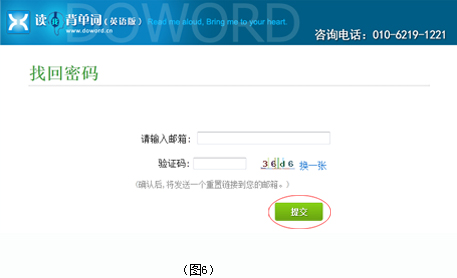 读 背单词(英语版)
Read me aloud, Bring me to your heart.
www.doword.cn
DOWORD
咨询电话：010-6219-1221
找回密码
请输入邮箱:
验证码: 36d6 换一张
(确认后,将发送一个重置链接到您的邮箱。)
提交
(图6)